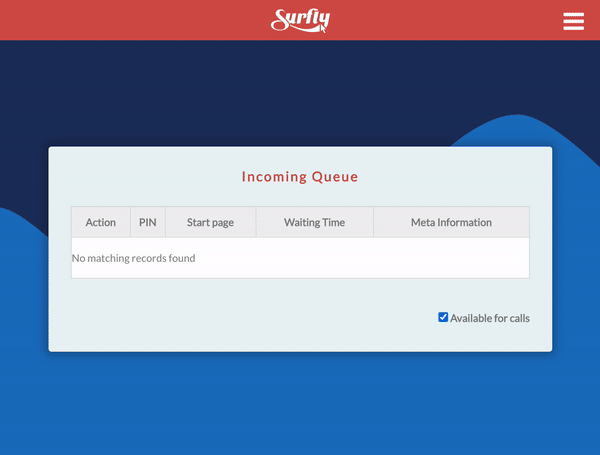 Surfly
Incoming Queue
Action PIN Start page Waiting Time Meta Information
No matching records found
Available for calls